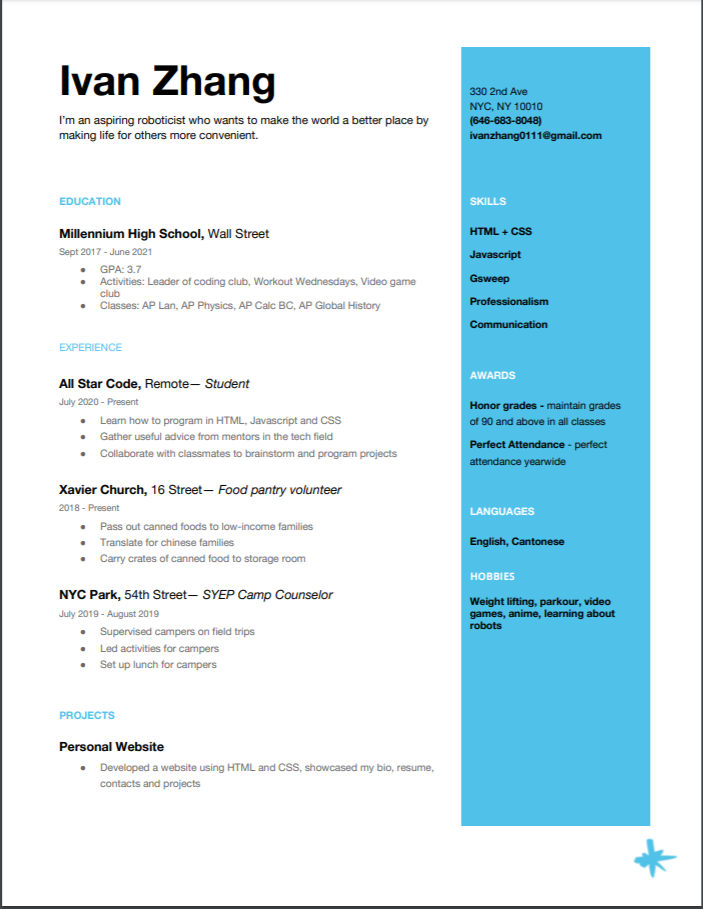 Ivan Zhang
I'm an aspiring roboticist who wants to make the world a better place by
making life for others more convenient.
EDUCATION
Millennium High School, Wall Street
Sept 2017 - June 2021
● GPA: 3.7
● Activities: Leader of coding club, Workout Wednesdays, Video game
club
● Classes: AP Lan, AP Physics, AP Calc BC, AP Global History
EXPERIENCE
All Star Code, Remote— Student
July 2020 - Present
● Learn how to program in HTML, Javascript and CSS
● Gather useful advice from mentors in the tech field
● Collaborate with classmates to brainstorm and program projects
Xavier Church, 16 Street— Food pantry volunteer
2018 - Present
● Pass out canned foods to low-income families
● Translate for chinese families
● Carry crates of canned food to storage room
NYC Park, 54th Street— SYEP Camp Counselor
July 2019 - August 2019
● Supervised campers on field trips
● Led activities for campers
● Set up lunch for campers
PROJECTS
Personal Website
● Developed a website using HTML and CSS, showcased my bio, resume,
contacts and projects
330 2nd Ave
NYC, NY 10010
(646-683-8048)
ivanzhang0111@gmail.com
SKILLS
HTML + CSS
Javascript
Gsweep
Professionalism
Communication
AWARDS
Honor grades - maintain grades
of 90 and above in all classes
Perfect Attendance - perfect
attendance yearwide
LANGUAGES
English, Cantonese
HOBBIES
Weight lifting, parkour, video
games, anime, learning about
robots